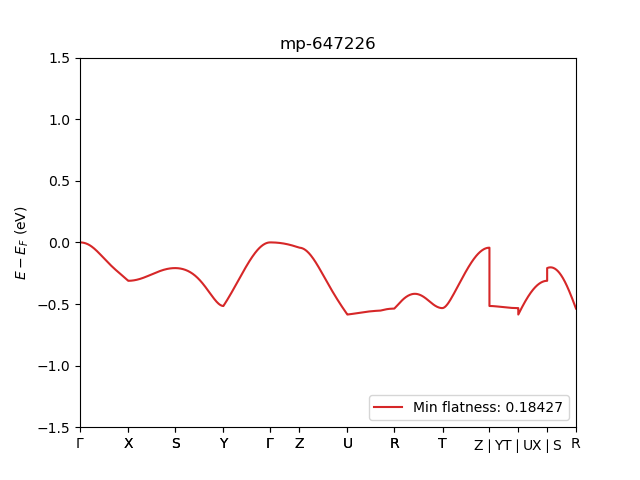 mp-647226
E − E_F (eV)
1.5
1.0
0.5
0.0
−0.5
−1.0
−1.5
Min flatness: 0.18427
Γ X S Y Γ Z U R T Z | YT | UX | S R